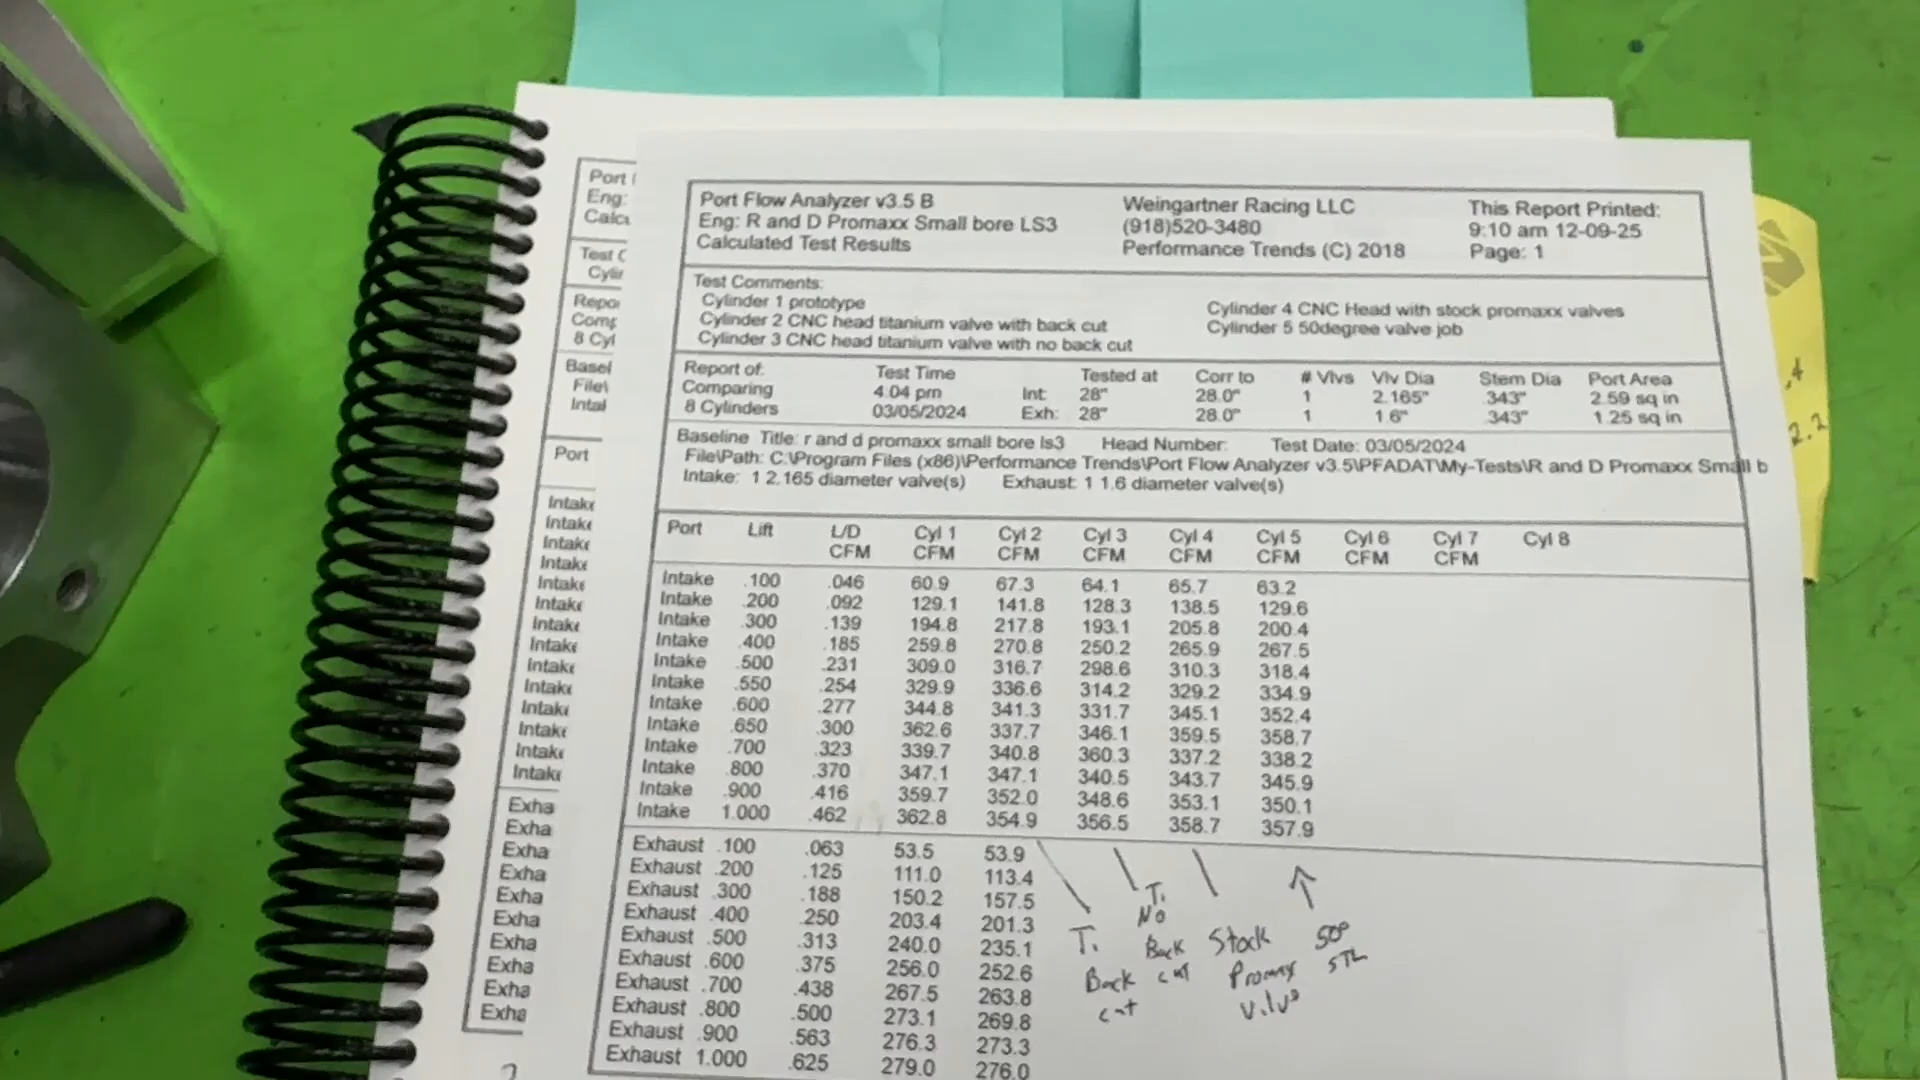 Port Flow Analyzer v3.5 B Weingartner Racing LLC This Report Printed:
Eng: R and D Promaxx Small bore LS3 (918)520-3480 9:10 am 12-09-25
Calculated Test Results Performance Trends (C) 2018 Page: 1
Test Comments:
Cylinder 1 prototype
Cylinder 2 CNC head titanium valve with back cut
Cylinder 3 CNC head titanium valve with no back cut
Cylinder 4 CNC Head with stock promaxx valves
Cylinder 5 50degree valve job
Report of: Test Time Tested at Corr to # Vlvs Vlv Dia Stem Dia Port Area
Comparing 4:04 pm Int: 28" 28.0" 1 2.165" .343" 2.59 sq in
8 Cylinders 03/05/2024 Exh: 28" 28.0" 1 1.6" .343" 1.25 sq in
Baseline Title: r and d promaxx small bore ls3 Head Number: Test Date: 03/05/2024
File\Path: C:\Program Files (x86)\Performance Trends\Port Flow Analyzer v3.5\PFADAT\My-Tests\R and D Promaxx Small b
Intake: 1 2.165 diameter valve(s) Exhaust: 1 1.6 diameter valve(s)
Port Lift L/D Cyl 1 Cyl 2 Cyl 3 Cyl 4 Cyl 5 Cyl 6 Cyl 7 Cyl 8
CFM CFM CFM CFM CFM CFM CFM CFM
Intake .100 .046 60.9 67.3 64.1 65.7 63.2
Intake .200 .092 129.1 141.8 128.3 138.5 129.6
Intake .300 .139 194.8 217.8 193.1 205.8 200.4
Intake .400 .185 259.8 270.8 250.2 265.9 267.5
Intake .500 .231 309.0 316.7 298.6 310.3 318.4
Intake .550 .254 329.9 336.6 314.2 329.2 334.9
Intake .600 .277 344.8 341.3 331.7 345.1 352.4
Intake .650 .300 362.6 337.7 346.1 359.5 358.7
Intake .700 .323 339.7 340.8 360.3 337.2 338.2
Intake .800 .370 347.1 347.1 340.5 343.7 345.9
Intake .900 .416 359.7 352.0 348.6 353.1 350.1
Intake 1.000 .462 362.8 354.9 356.5 358.7 357.9
Exhaust .100 .063 53.5 53.9
Exhaust .200 .125 111.0 113.4
Exhaust .300 .188 150.2 157.5
Exhaust .400 .250 203.4 201.3
Exhaust .500 .313 240.0 235.1
Exhaust .600 .375 256.0 252.6
Exhaust .700 .438 267.5 263.8
Exhaust .800 .500 273.1 269.8
Exhaust .900 .563 276.3 273.3
Exhaust 1.000 .625 279.0 276.0
Ti
Back
cut
Ti
No
Back
cut
Stock
Promax
50°
STL